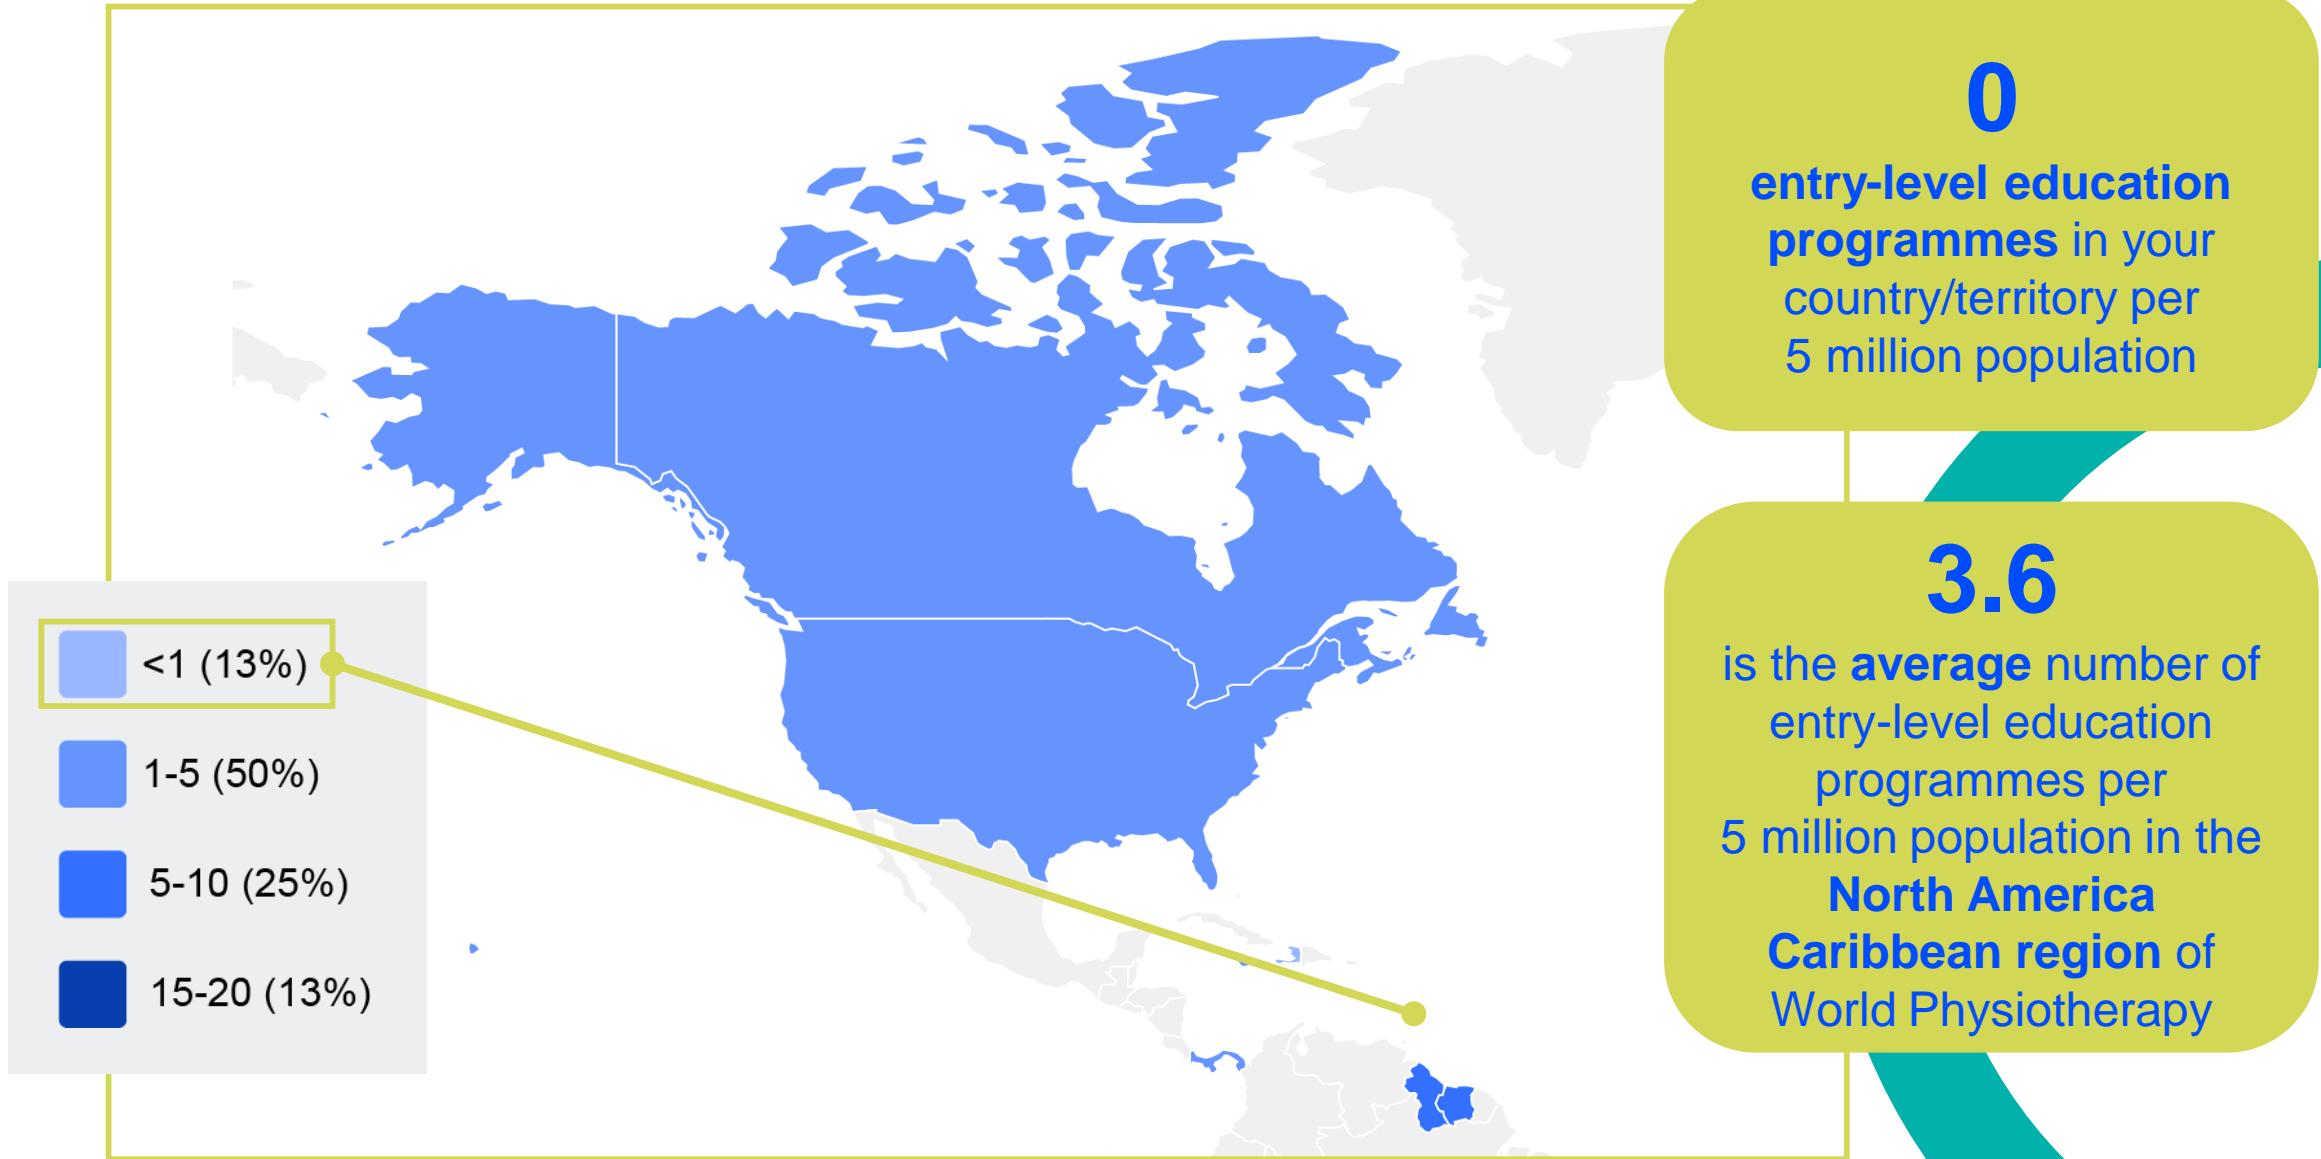 0
entry-level education
programmes in your
country/territory per
5 million population
<1 (13%)
1-5 (50%)
5-10 (25%)
15-20 (13%)
3.6
is the average number of
entry-level education
programmes per
5 million population in the
North America
Caribbean region of
World Physiotherapy